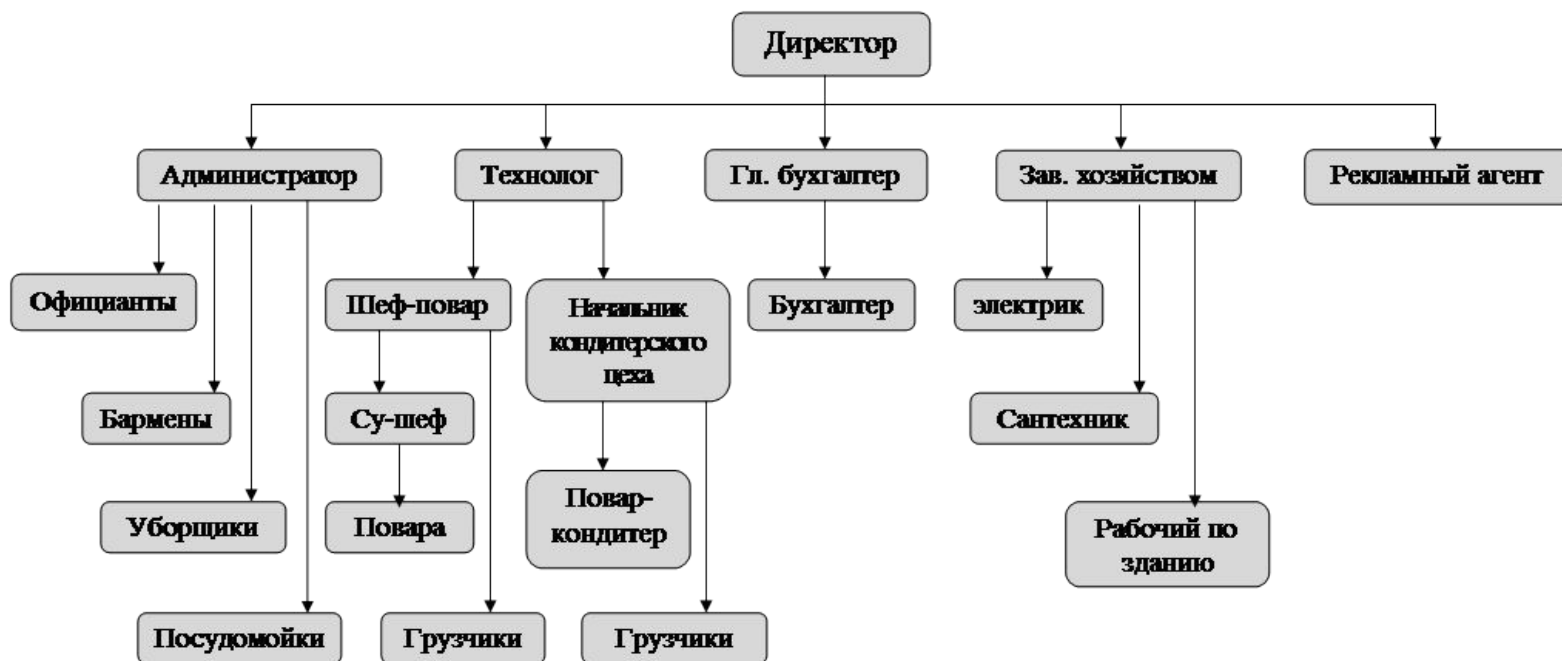 Директор
Администратор
Технолог
Гл. бухгалтер
Зав. хозяйством
Рекламный агент
Официанты
Шеф-повар
Начальник
кондитерского
цеха
Бухгалтер
электрик
Бармены
Су-шеф
Сантехник
Уборщики
Повара
Повар-
кондитер
Рабочий по
зданию
Посудомойки
Грузчики
Грузчики